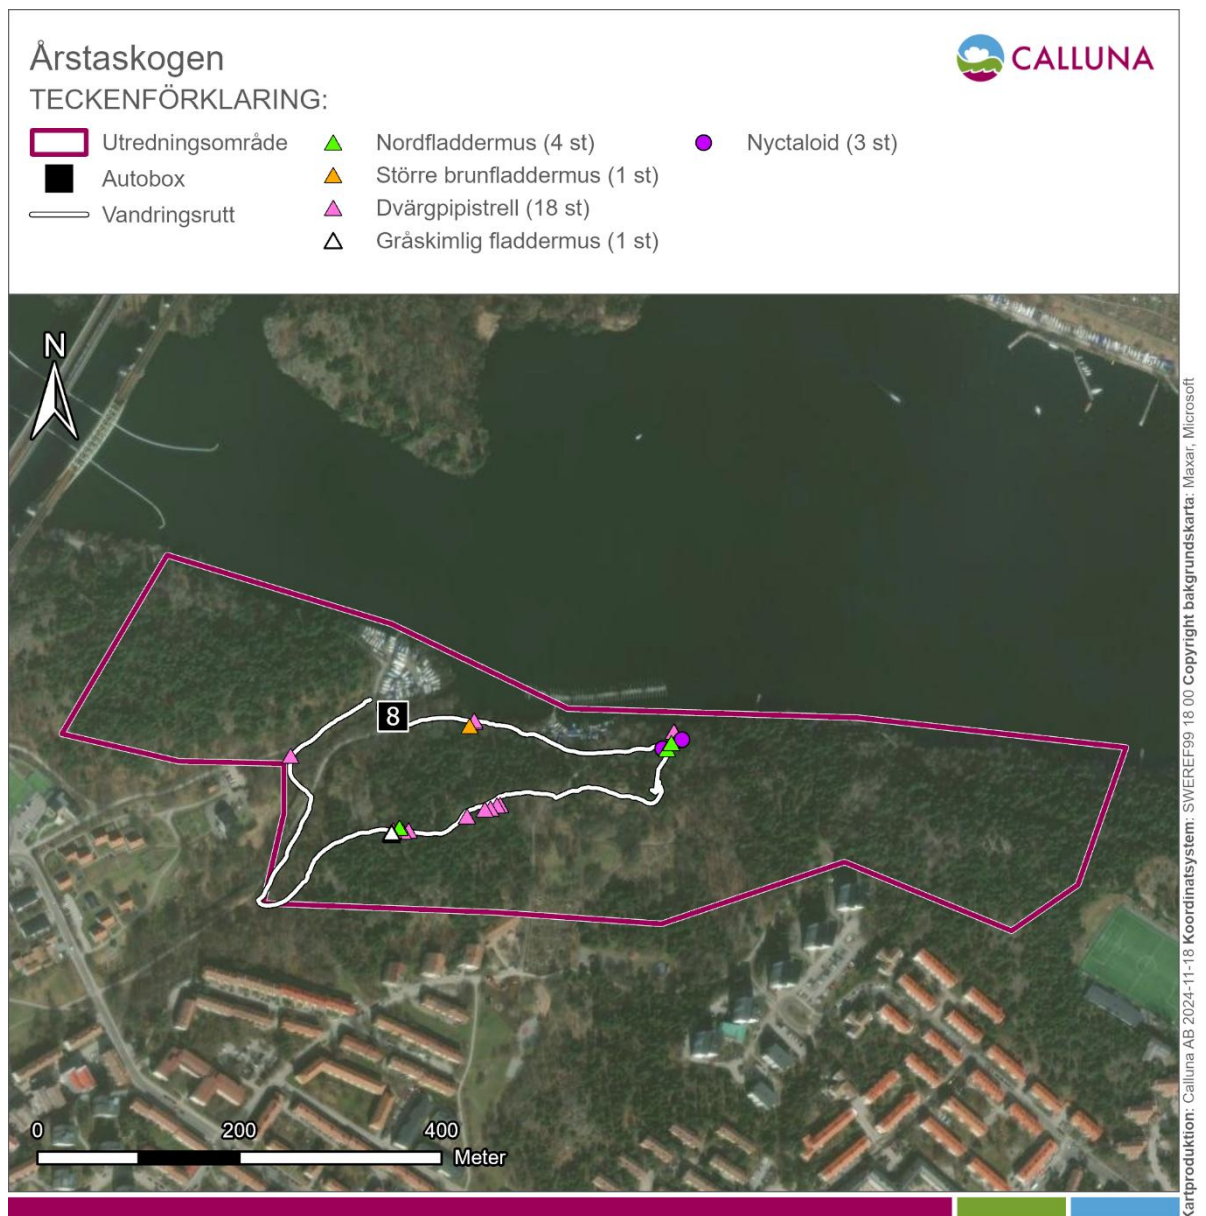 Årstaskogen
CALLUNA
TECKENFÖRKLARING:
Utredningsområde
Autobox
Vandringsrutt
Nordfladdermus (4 st)
Större brunfladdermus (1 st)
Dvärgpipistrell (18 st)
Gråskimlig fladdermus (1 st)
Nyctaloid (3 st)
N
8
0 200 400
Meter
Kartproduktion: Calluna AB 2024-11-18 Koordinatsystem: SWEREF99 18 00 Copyright bakgrundskarta: Maxar, Microsoft